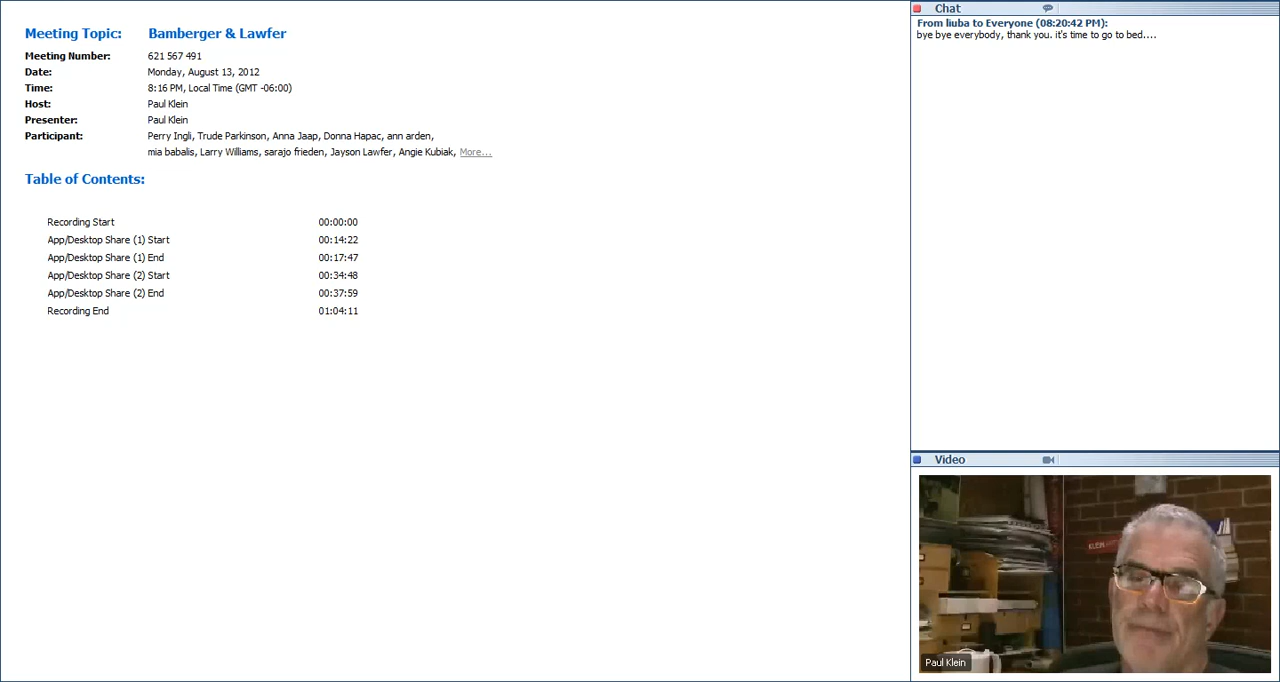 Meeting Topic: Bamberger & Lawfer
Meeting Number: 621 567 491
Date: Monday, August 13, 2012
Time: 8:16 PM, Local Time (GMT -06:00)
Host: Paul Klein
Presenter: Paul Klein
Participant: Perry Ingli, Trude Parkinson, Anna Jaap, Donna Hapac, ann arden,
mia babalis, Larry Williams, sarajo frieden, Jayson Lawfer, Angie Kubiak, More...
Table of Contents:
Recording Start 00:00:00
App/Desktop Share (1) Start 00:14:22
App/Desktop Share (1) End 00:17:47
App/Desktop Share (2) Start 00:34:48
App/Desktop Share (2) End 00:37:59
Recording End 01:04:11
Chat
From liuba to Everyone (08:20:42 PM):
bye bye everybody, thank you. it's time to go to bed....
Video
KLEIN
Paul Klein